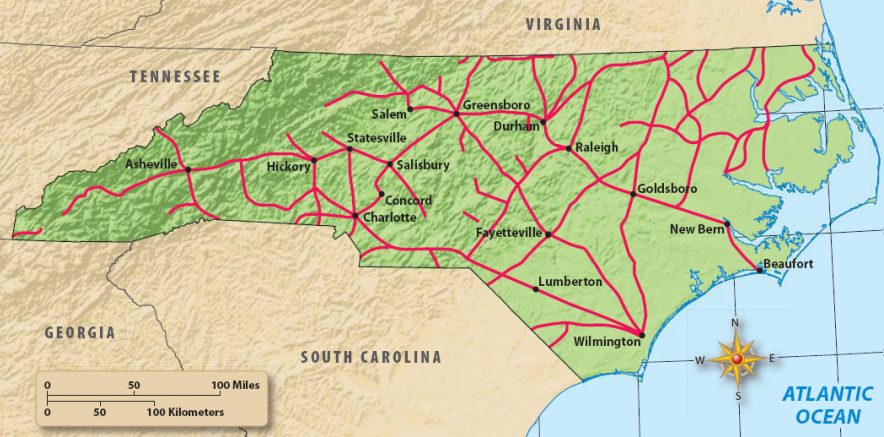 VIRGINIA
TENNESSEE
Greensboro
Salem
Durham
Statesville
Raleigh
Asheville
Hickory
Salisbury
Goldsboro
Concord
Charlotte
New Bern
Fayetteville
Beaufort
Lumberton
Wilmington
GEORGIA
SOUTH CAROLINA
N
W
E
S
0 50 100 Miles
0 50 100 Kilometers
ATLANTIC
OCEAN